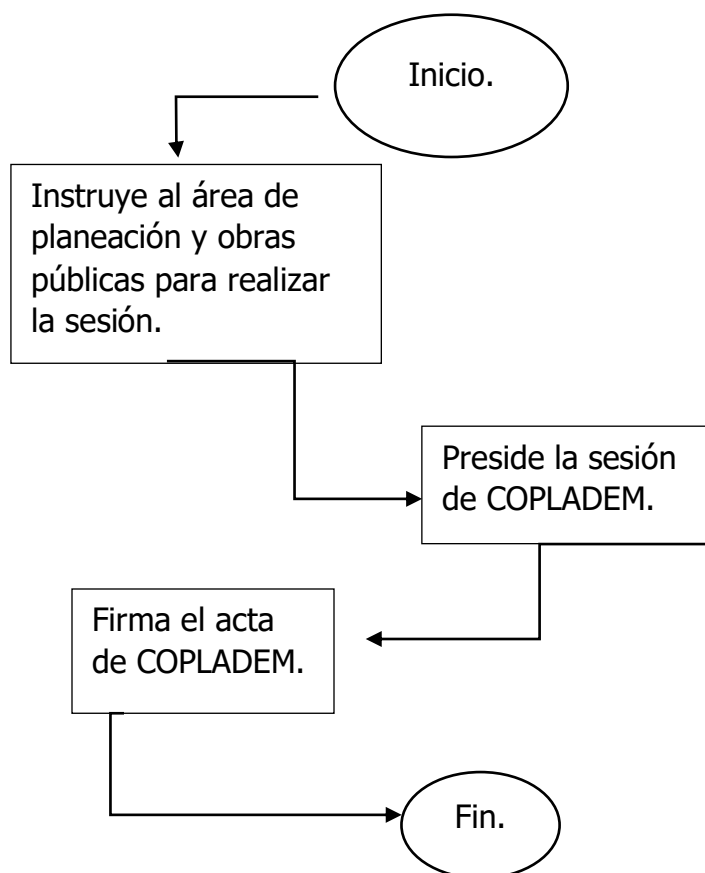 Inicio.
Instruye al área de
planeación y obras
públicas para realizar
la sesión.
Preside la sesión
de COPLADEM.
Firma el acta
de COPLADEM.
Fin.